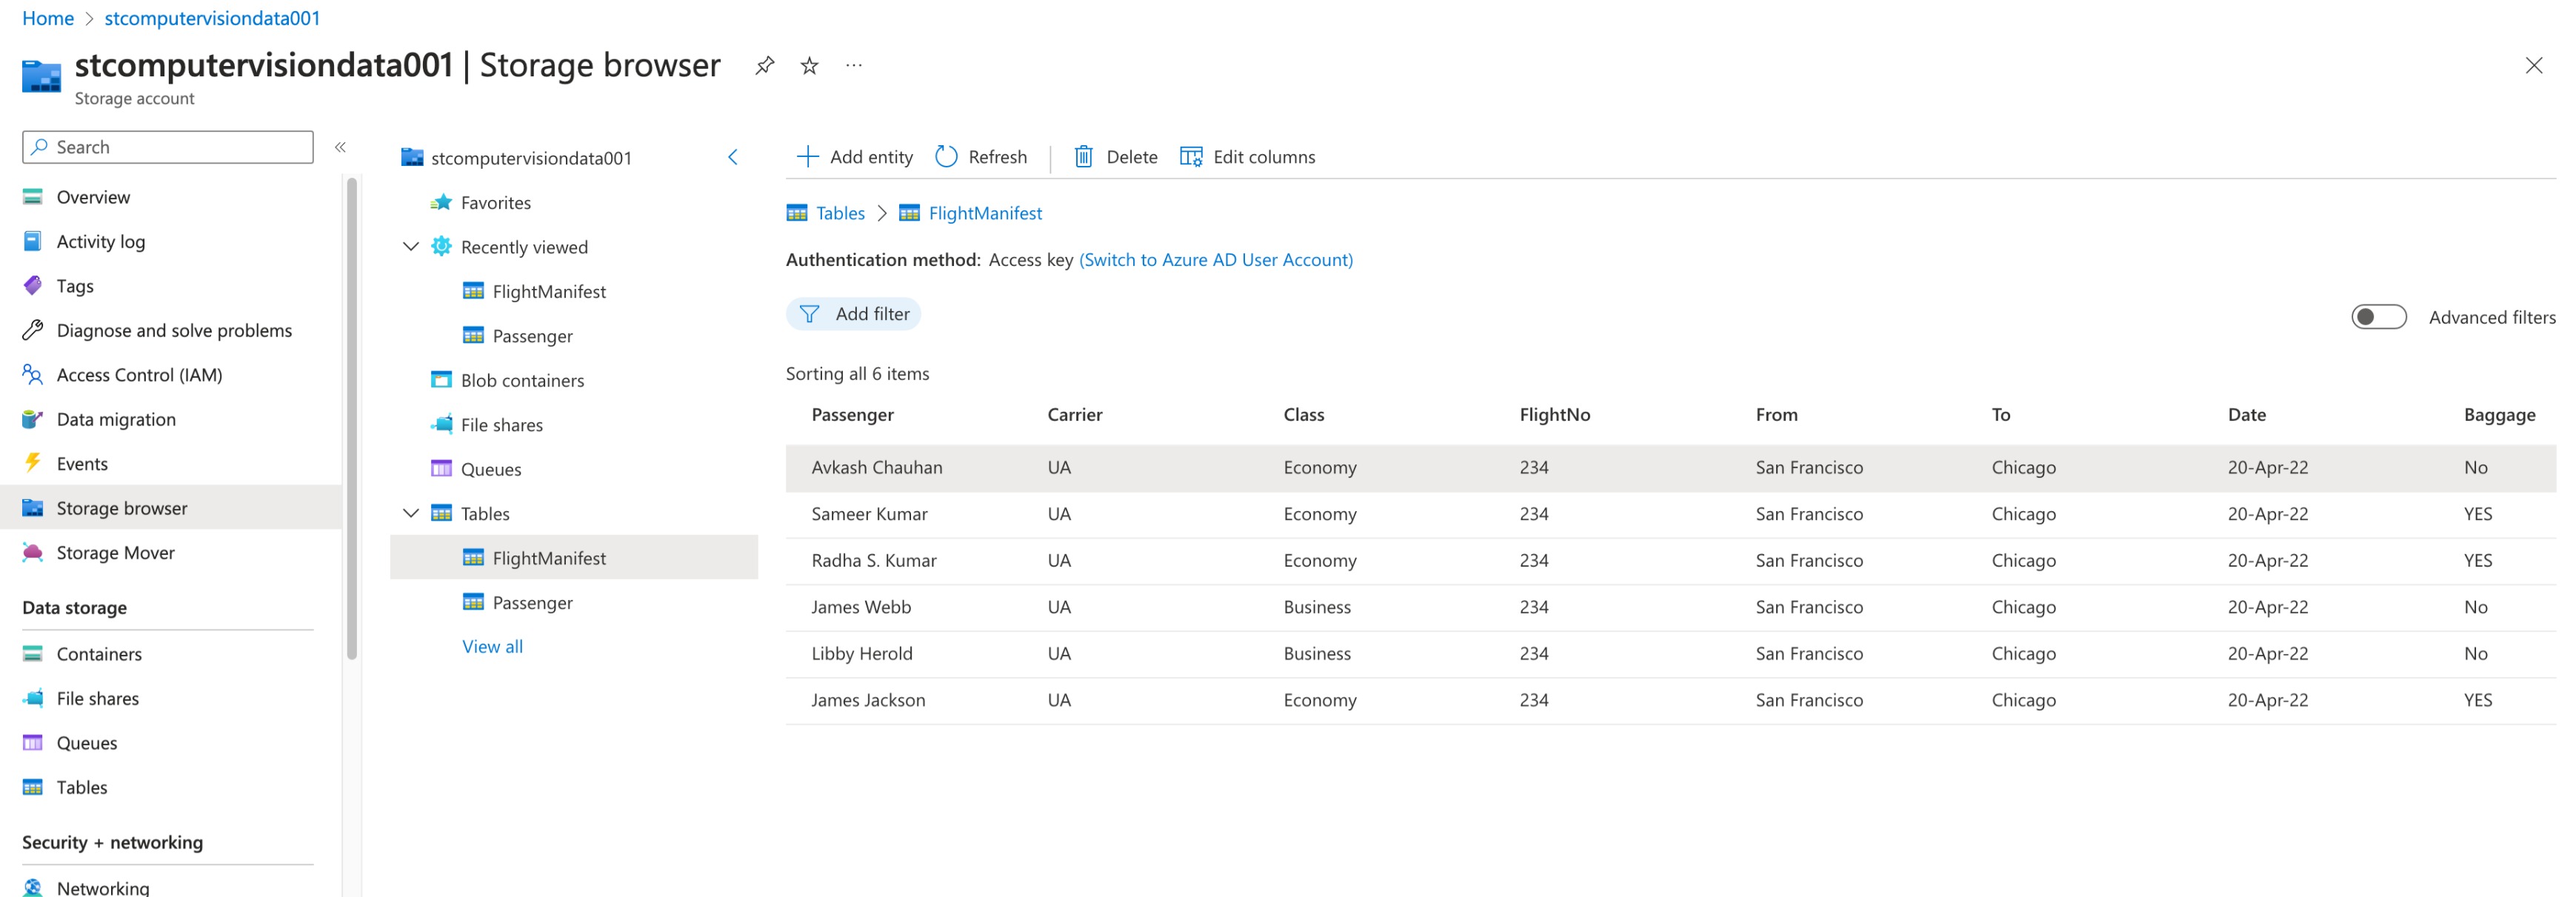 Home > stcomputervisiondata001
stcomputervisiondata001 | Storage browser
Storage account
Search
Overview
Activity log
Tags
Diagnose and solve problems
Access Control (IAM)
Data migration
Events
Storage browser
Storage Mover
Data storage
Containers
File shares
Queues
Tables
Security + networking
Networking
stcomputervisiondata001
Favorites
Recently viewed
FlightManifest
Passenger
Blob containers
File shares
Queues
Tables
FlightManifest
Passenger
View all
Add entity Refresh Delete Edit columns
Tables > FlightManifest
Authentication method: Access key (Switch to Azure AD User Account)
Add filter Advanced filters
Sorting all 6 items
Passenger Carrier Class FlightNo From To Date Baggage
Avkash Chauhan UA Economy 234 San Francisco Chicago 20-Apr-22 No
Sameer Kumar UA Economy 234 San Francisco Chicago 20-Apr-22 YES
Radha S. Kumar UA Economy 234 San Francisco Chicago 20-Apr-22 YES
James Webb UA Business 234 San Francisco Chicago 20-Apr-22 No
Libby Herold UA Business 234 San Francisco Chicago 20-Apr-22 No
James Jackson UA Economy 234 San Francisco Chicago 20-Apr-22 YES